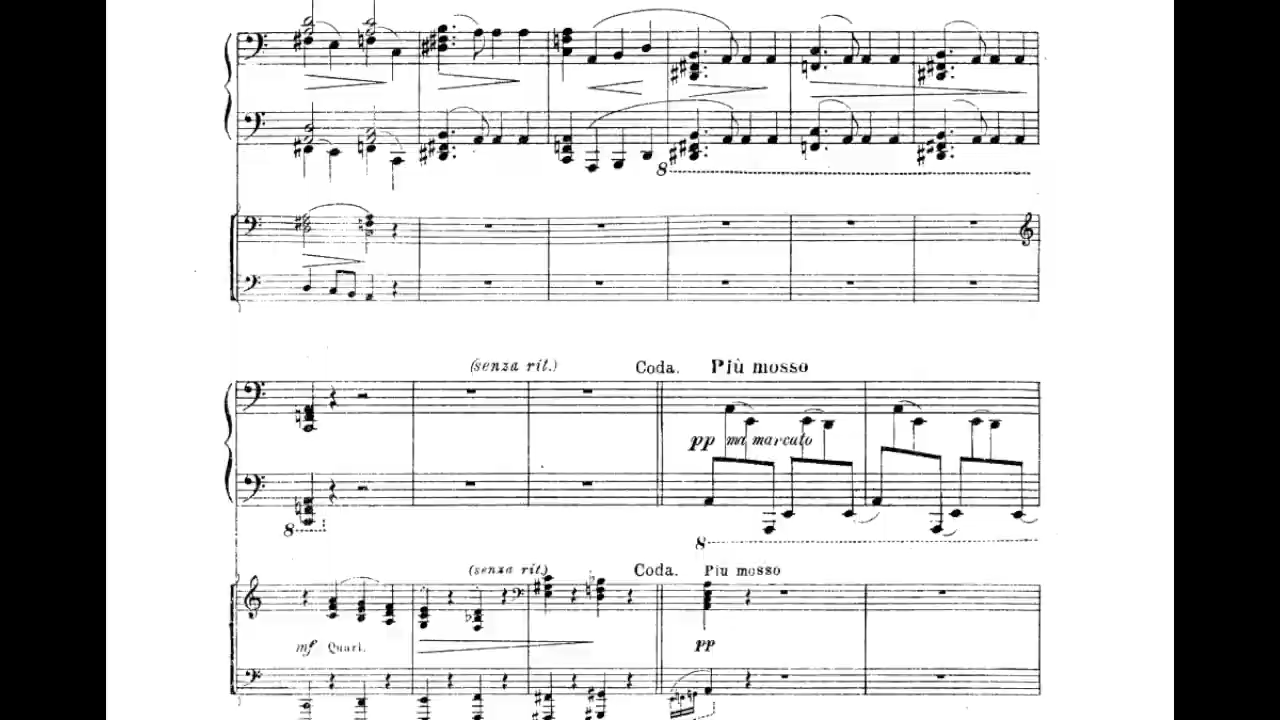 8
(senza rit.) Coda. Più mosso
pp ma marcato
8
8
(senza rit.) Coda. Più mosso
mf Quart. pp